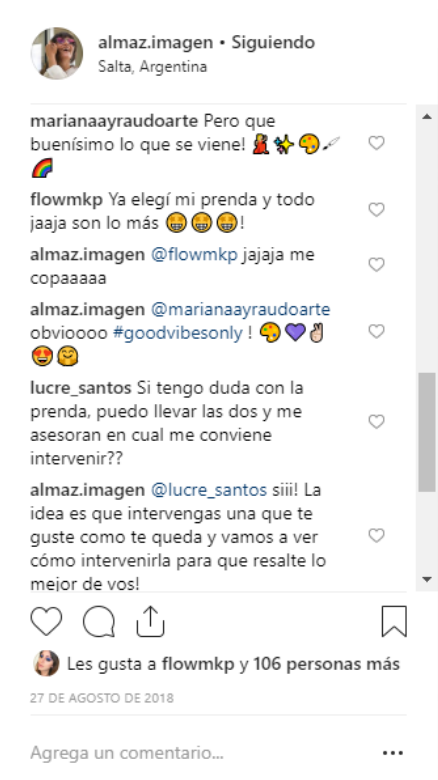 almaz.imagen • Siguiendo
Salta, Argentina
marianaayraudoarte Pero que
buenísimo lo que se viene! 💃✨🎨🖌️
🌈
flowmkp Ya elegí mi prenda y todo
jaaja son lo más 🤩🤩🤩!
almaz.imagen @flowmkp jajaja me
copaaaaa
almaz.imagen @marianaayraudoarte
obvioooo #goodvibesonly ! 🎨💜✌🏻
😍🤗
lucre_santos Si tengo duda con la
prenda, puedo llevar las dos y me
asesoran en cual me conviene
intervenir??
almaz.imagen @lucre_santos siii! La
idea es que intervengas una que te
guste como te queda y vamos a ver
cómo intervenirla para que resalte lo
mejor de vos!
Les gusta a flowmkp y 106 personas más
27 DE AGOSTO DE 2018
Agrega un comentario...